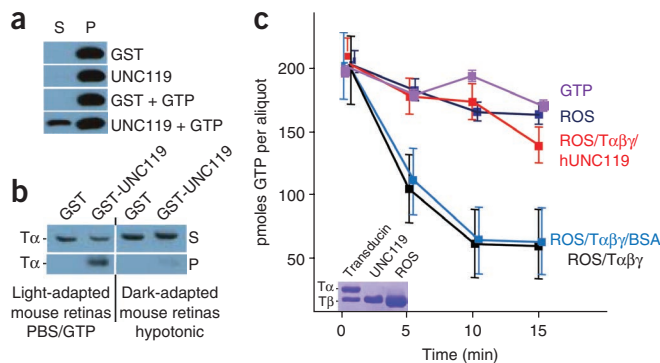 a
S P
GST
UNC119
GST + GTP
UNC119 + GTP
b
GST
GST-UNC119
GST
GST-UNC119
Tα S
Tα P
Light-adapted
mouse retinas
PBS/GTP
Dark-adapted
mouse retinas
hypotonic
c
pmoles GTP per aliquot
200
150
100
50
GTP
ROS
ROS/Tαβγ/
hUNC119
ROS/Tαβγ/BSA
ROS/Tαβγ
Transducin
UNC119
ROS
Tα
Tβ
0 5 10 15
Time (min)